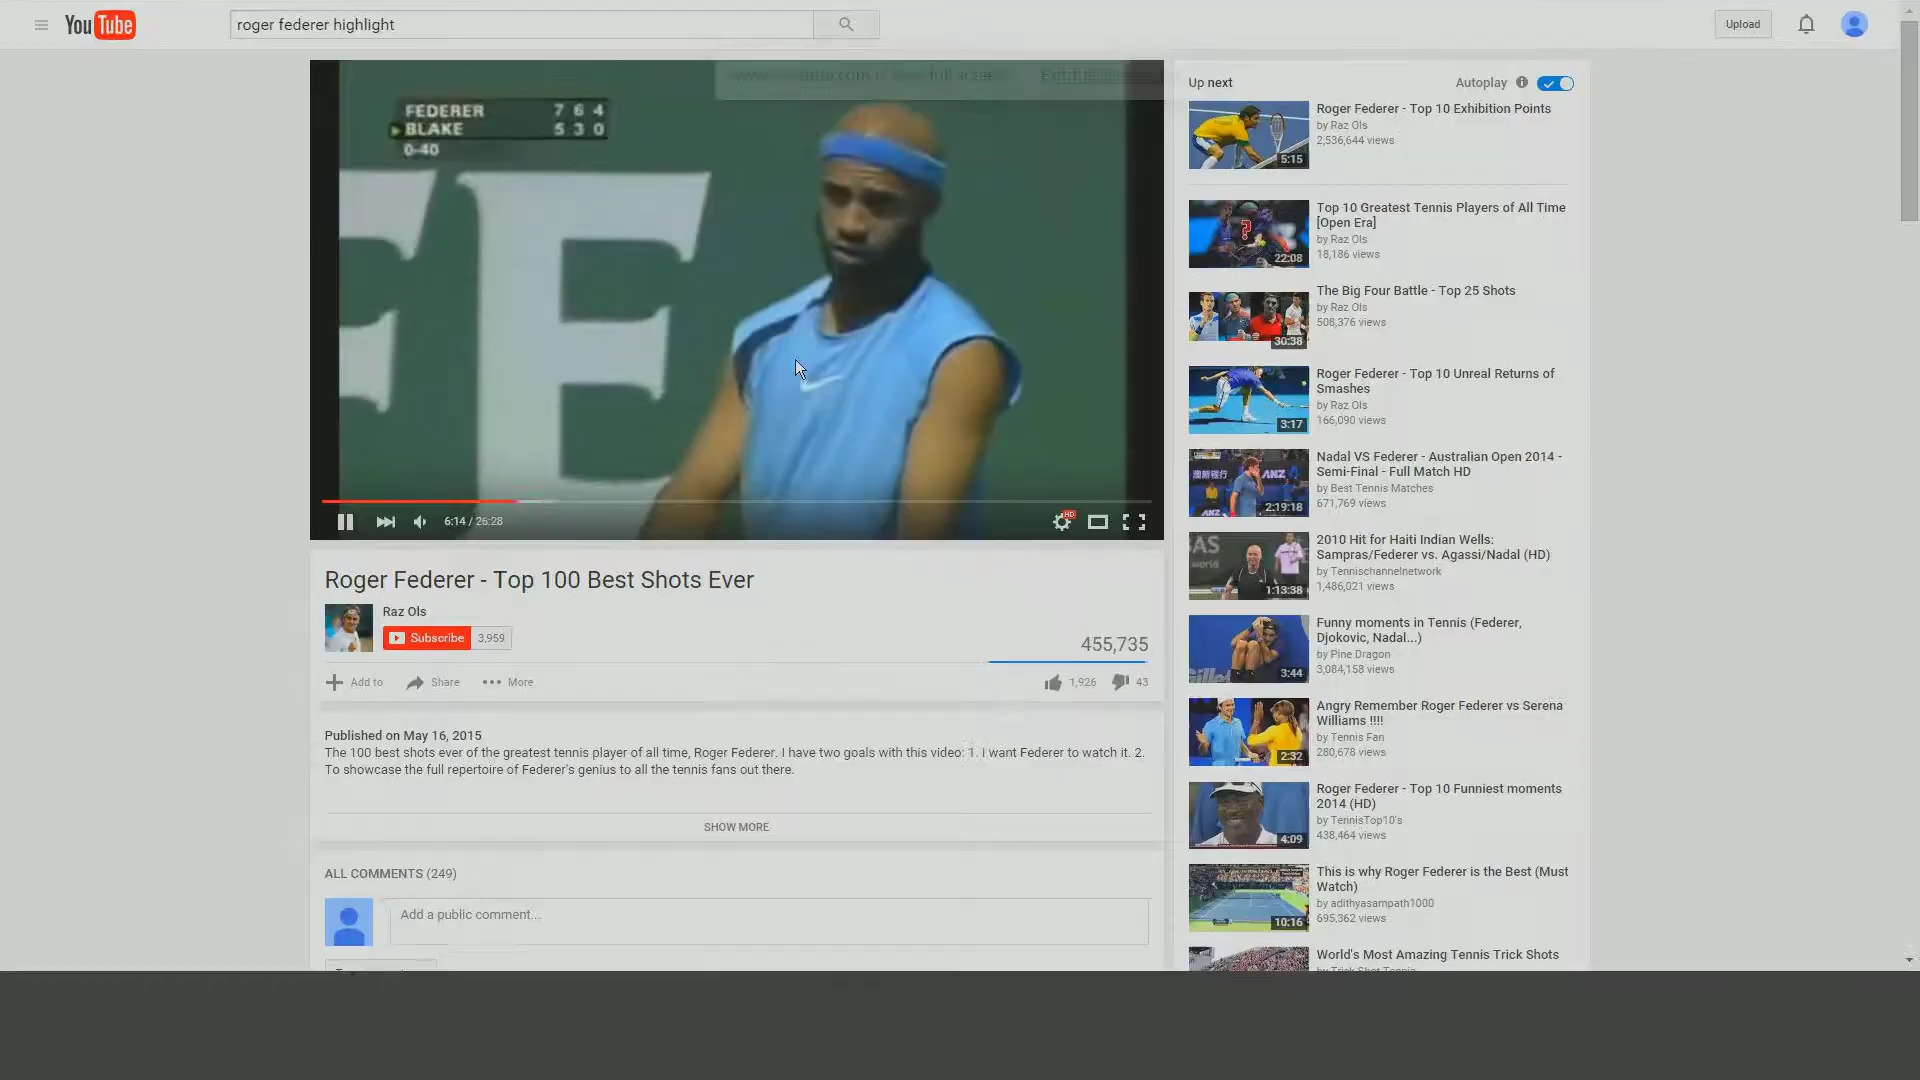 YouTube
roger federer highlight
Upload
FEDERER 7 6 4
BLAKE 5 3 0
0-40
FE
6:14 / 26:28
HD
Roger Federer - Top 100 Best Shots Ever
Raz Ols
Subscribe 3,959
455,735
Add to Share More
1,926 43
Published on May 16, 2015
The 100 best shots ever of the greatest tennis player of all time, Roger Federer. I have two goals with this video: 1. I want Federer to watch it. 2.
To showcase the full repertoire of Federer's genius to all the tennis fans out there.
SHOW MORE
ALL COMMENTS (249)
Add a public comment...
Up next
Autoplay
Roger Federer - Top 10 Exhibition Points
by Raz Ols
2,536,644 views
5:15
Top 10 Greatest Tennis Players of All Time
[Open Era]
by Raz Ols
18,186 views
22:08
The Big Four Battle - Top 25 Shots
by Raz Ols
508,376 views
30:38
Roger Federer - Top 10 Unreal Returns of
Smashes
by Raz Ols
166,090 views
3:17
Nadal VS Federer - Australian Open 2014 -
Semi-Final - Full Match HD
by Best Tennis Matches
671,769 views
ANZ
2:19:18
2010 Hit for Haiti Indian Wells:
Sampras/Federer vs. Agassi/Nadal (HD)
by Tennischannelnetwork
1,486,021 views
1:13:38
Funny moments in Tennis (Federer,
Djokovic, Nadal...)
by Pine Dragon
3,084,158 views
3:44
Angry Remember Roger Federer vs Serena
Williams !!!!
by Tennis Fan
280,678 views
2:32
Roger Federer - Top 10 Funniest moments
2014 (HD)
by TennisTop10's
438,464 views
4:09
This is why Roger Federer is the Best (Must
Watch)
by adithyasampath1000
695,362 views
10:16
World's Most Amazing Tennis Trick Shots